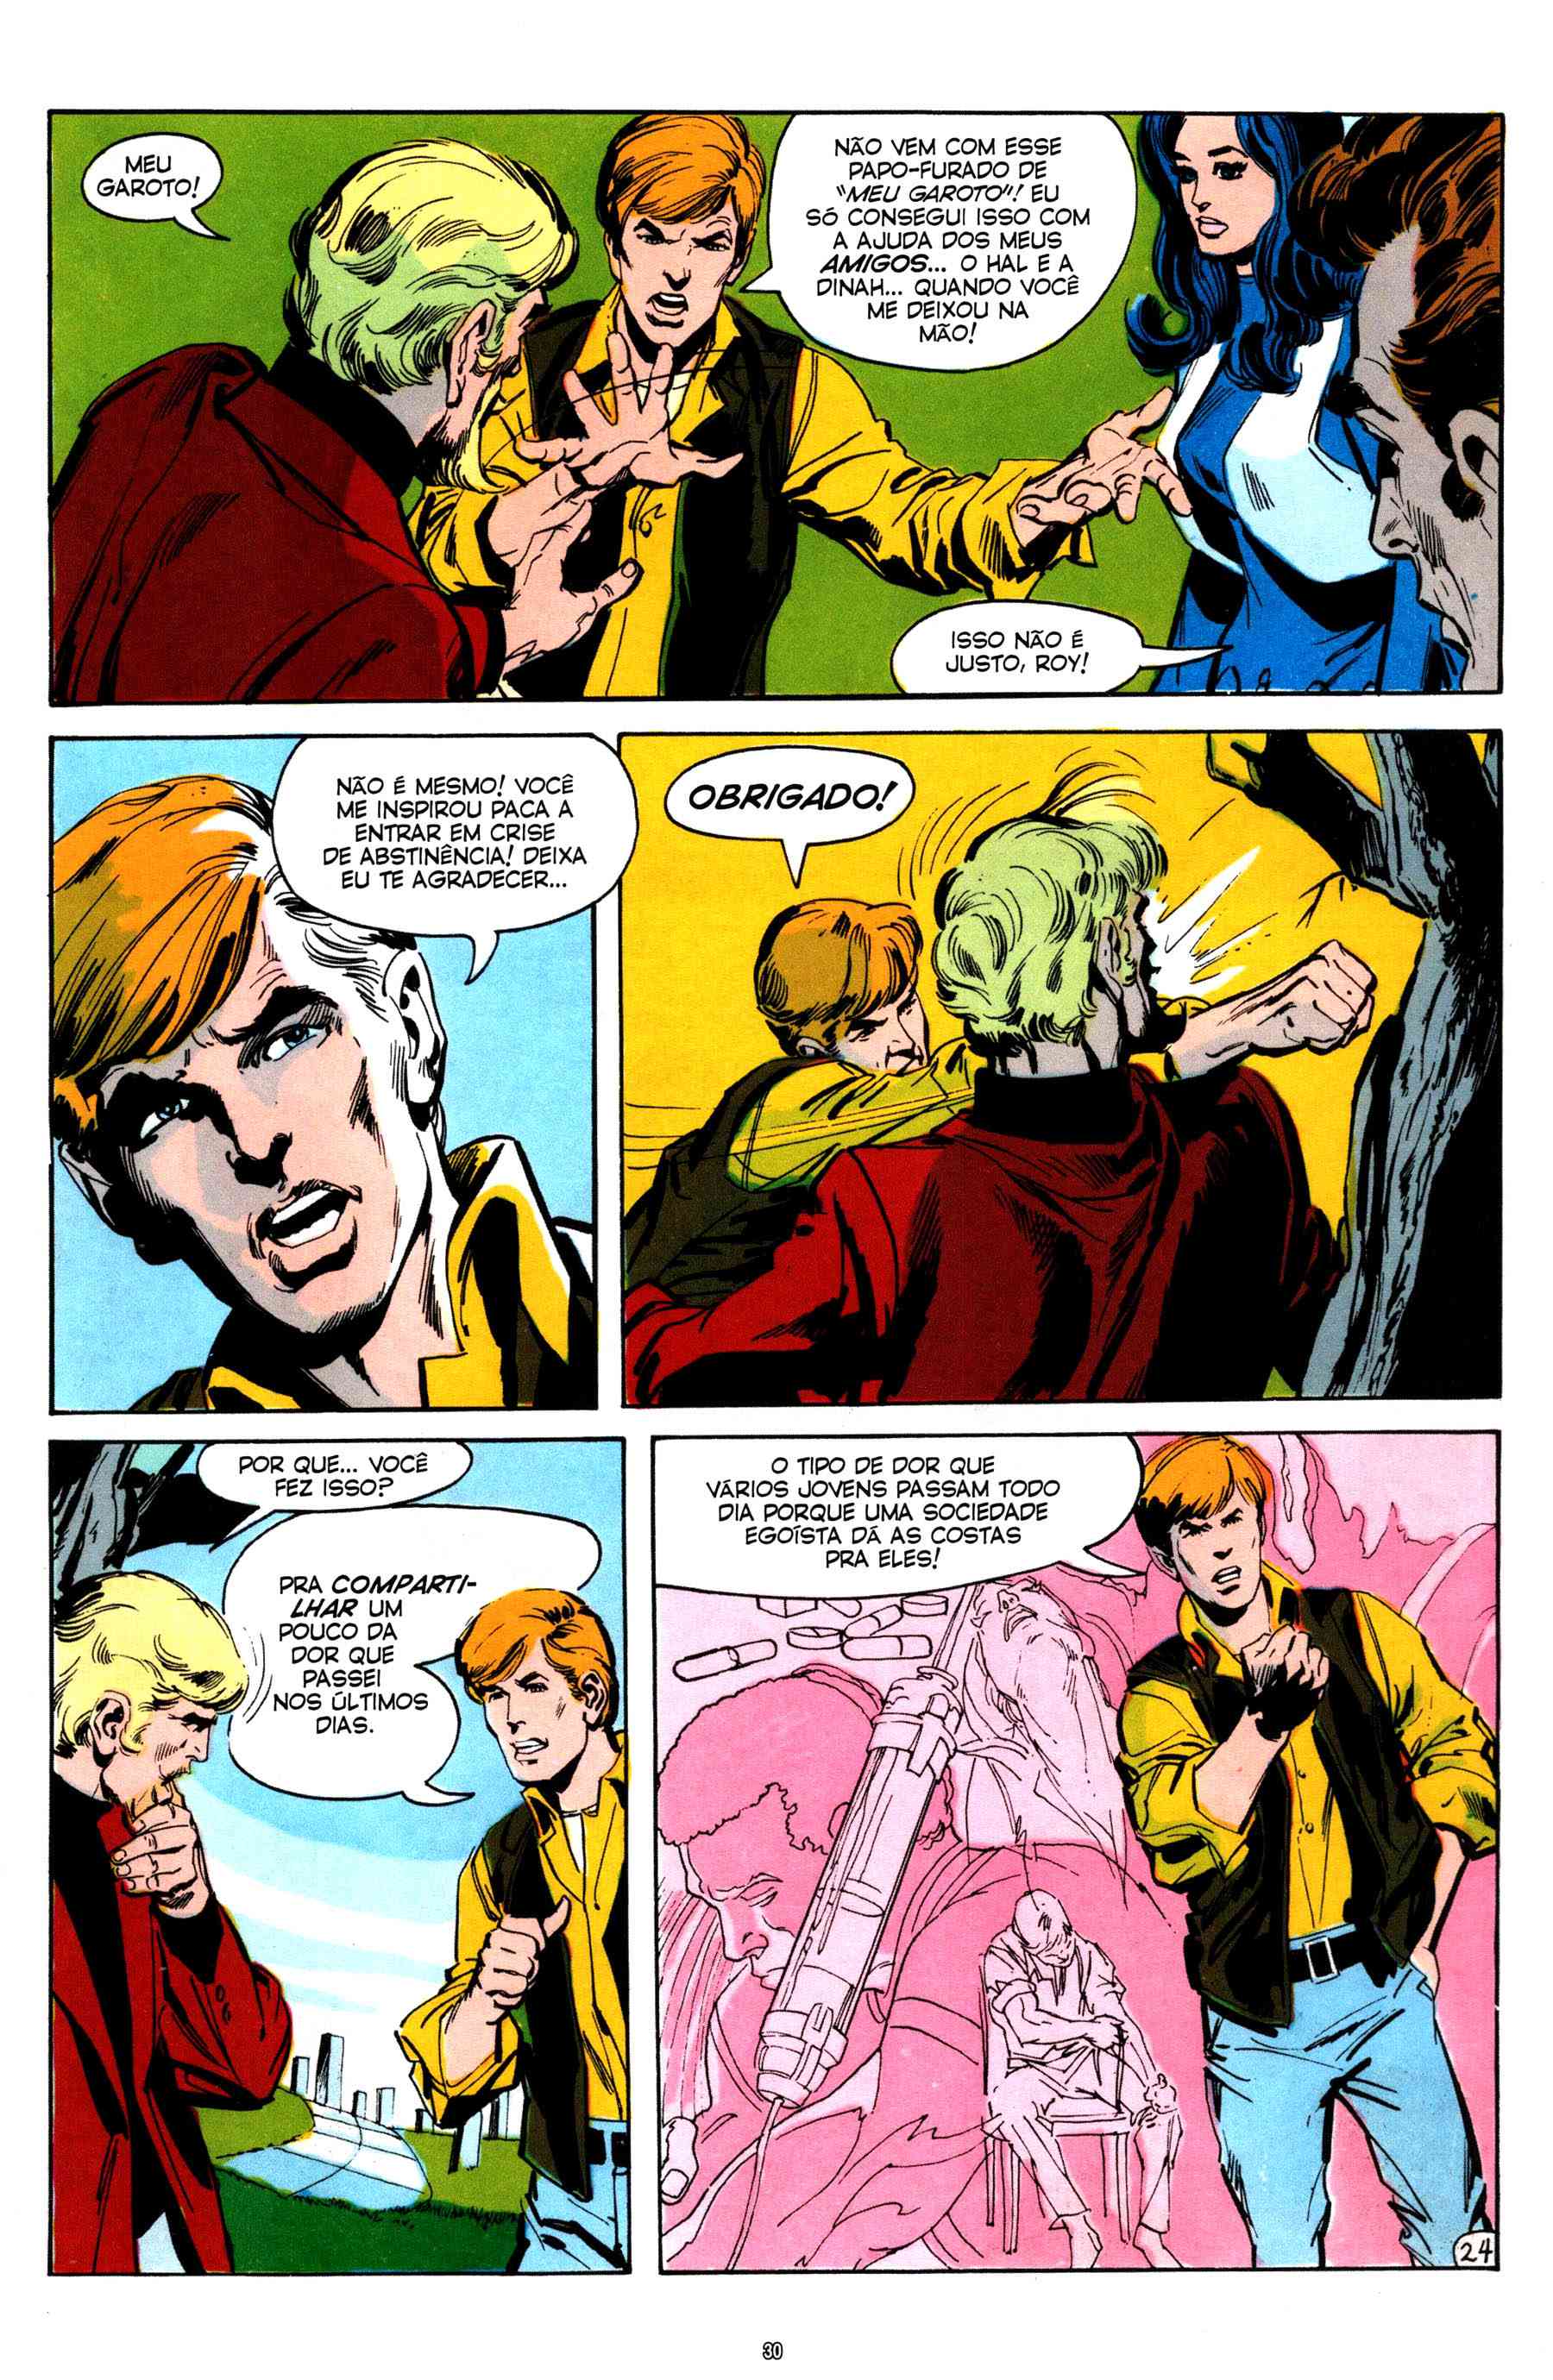 MEU
GAROTO!
NÃO VEM COM ESSE
PAPO-FURADO DE
"MEU GAROTO"! EU
SÓ CONSEGUI ISSO COM
A AJUDA DOS MEUS
AMIGOS... O HAL E A
DINAH... QUANDO VOCÊ
ME DEIXOU NA
MÃO!
ISSO NÃO É
JUSTO, ROY!
NÃO É MESMO! VOCÊ
ME INSPIROU PACA A
ENTRAR EM CRISE
DE ABSTINÊNCIA! DEIXA
EU TE AGRADECER...
OBRIGADO!
POR QUE... VOCÊ
FEZ ISSO?
PRA COMPARTI-
LHAR UM
POUCO DA
DOR QUE
PASSEI
NOS ÚLTIMOS
DIAS.
O TIPO DE DOR QUE
VÁRIOS JOVENS PASSAM TODO
DIA PORQUE UMA SOCIEDADE
EGOÍSTA DÁ AS COSTAS
PRA ELES!
24
30